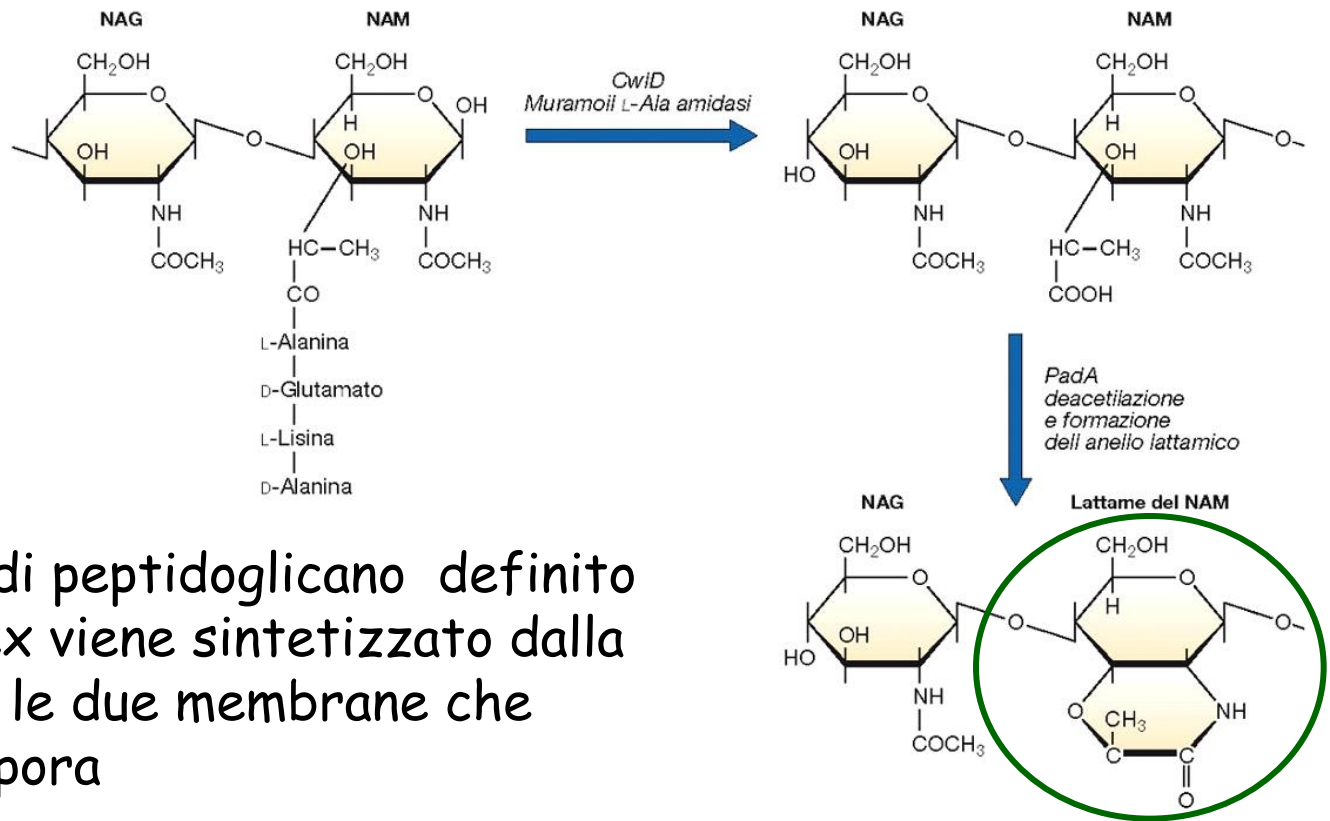 NAG
NAM
CH₂OH
O
CH₂OH
O
OH
H
OH
O
OH
NH
COCH₃
NH
COCH₃
HC–CH₃
CO
L-Alanina
D-Glutamato
L-Lisina
D-Alanina
CwlD
Muramoil L-Ala amidasi
NAG
NAM
CH₂OH
O
CH₂OH
O
H
OH
HO
O
OH
O
NH
COCH₃
NH
COCH₃
HC–CH₃
COOH
PadA
deacetilazione
e formazione
dell anello lattamico
NAG
Lattame del NAM
CH₂OH
O
CH₂OH
O
H
OH
HO
O
O
NH
COCH₃
O
CH₃
NH
C
C
O
di peptidoglicano definito
x viene sintetizzato dalla
le due membrane che
pora